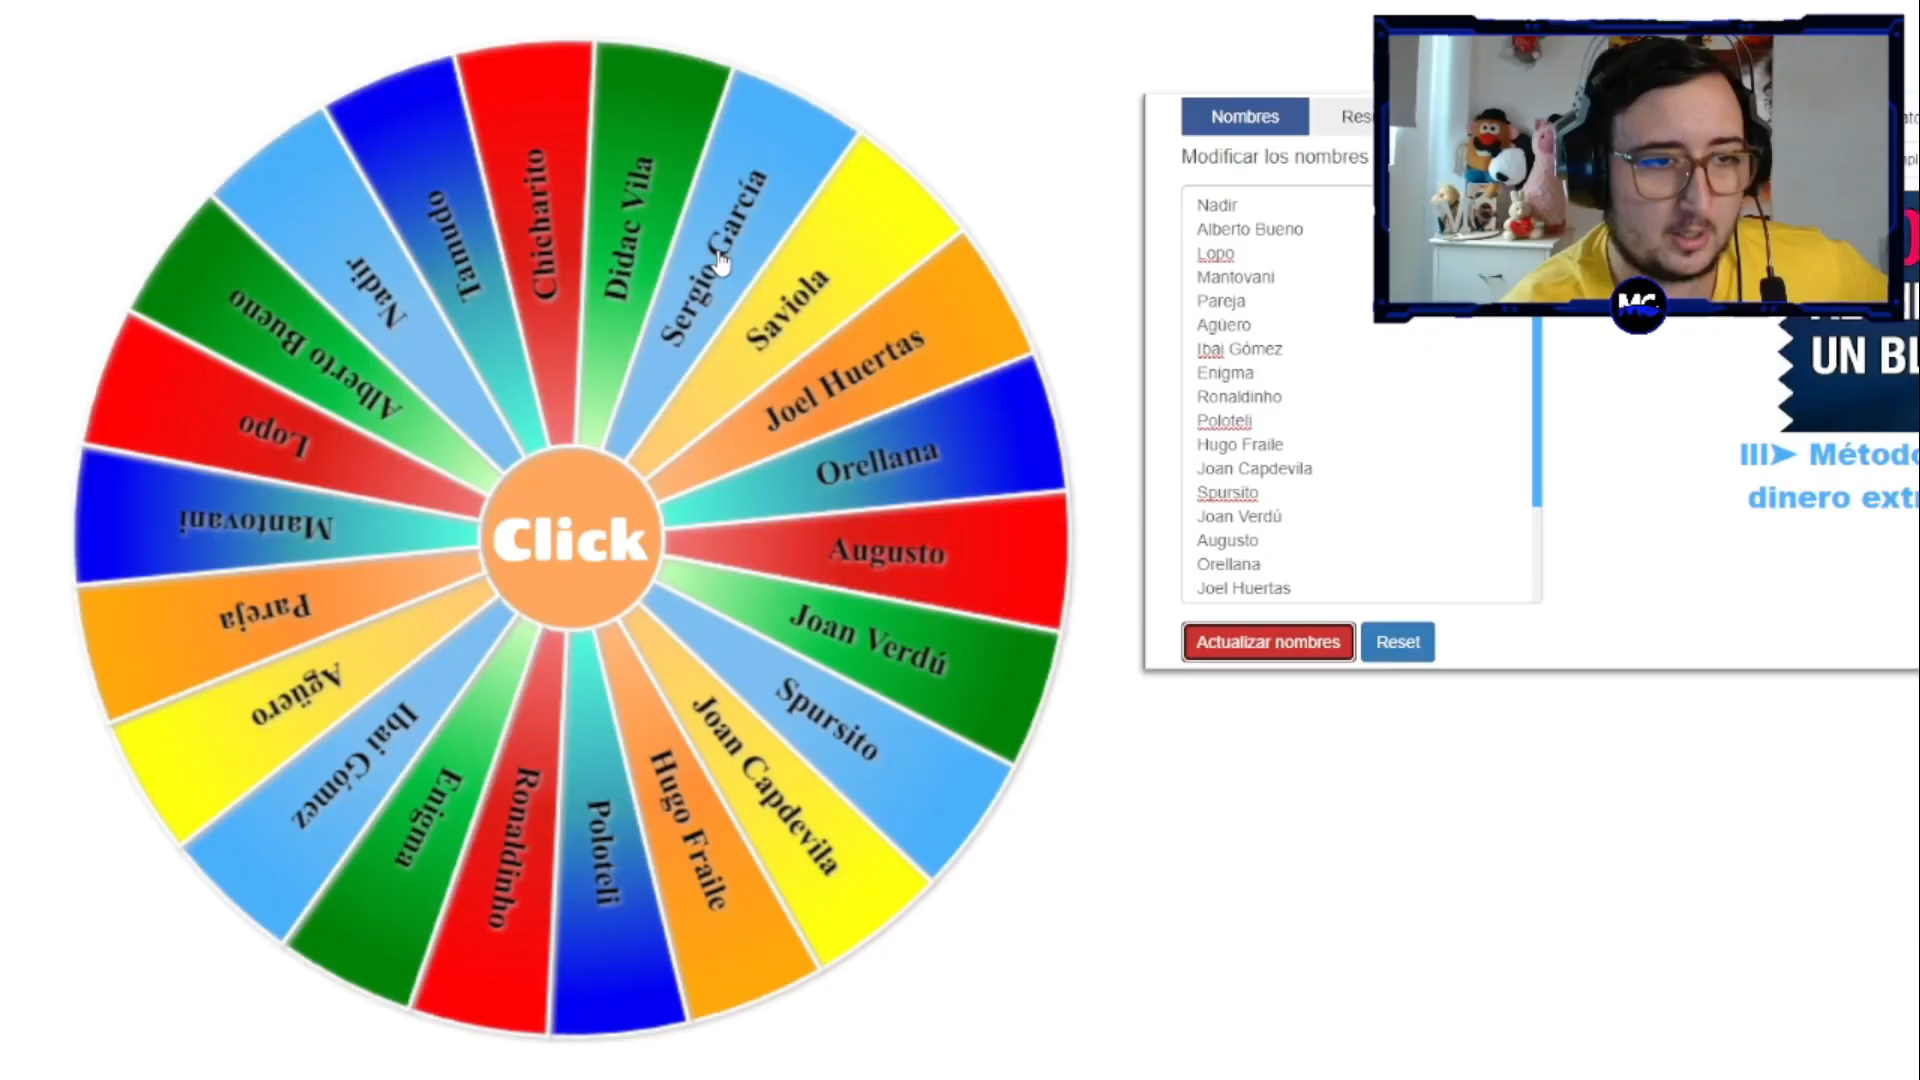 Chicharito
Didac Vila
Sergio García
Saviola
Joel Huertas
Orellana
Augusto
Joan Verdú
Spursito
Joan Capdevila
Hugo Fraile
Poloteli
Ronaldinho
Enigma
Ibai Gómez
Agüero
Pareja
Mantovani
Lopo
Alberto Bueno
Nadir
Tamudo
Click
Nombres
Modificar los nombres
Nadir
Alberto Bueno
Lopo
Mantovani
Pareja
Agüero
Ibai Gómez
Enigma
Ronaldinho
Poloteli
Hugo Fraile
Joan Capdevila
Spursito
Joan Verdú
Augusto
Orellana
Joel Huertas
Actualizar nombres
Reset
MG
UN BL
III➤ Método
dinero extr